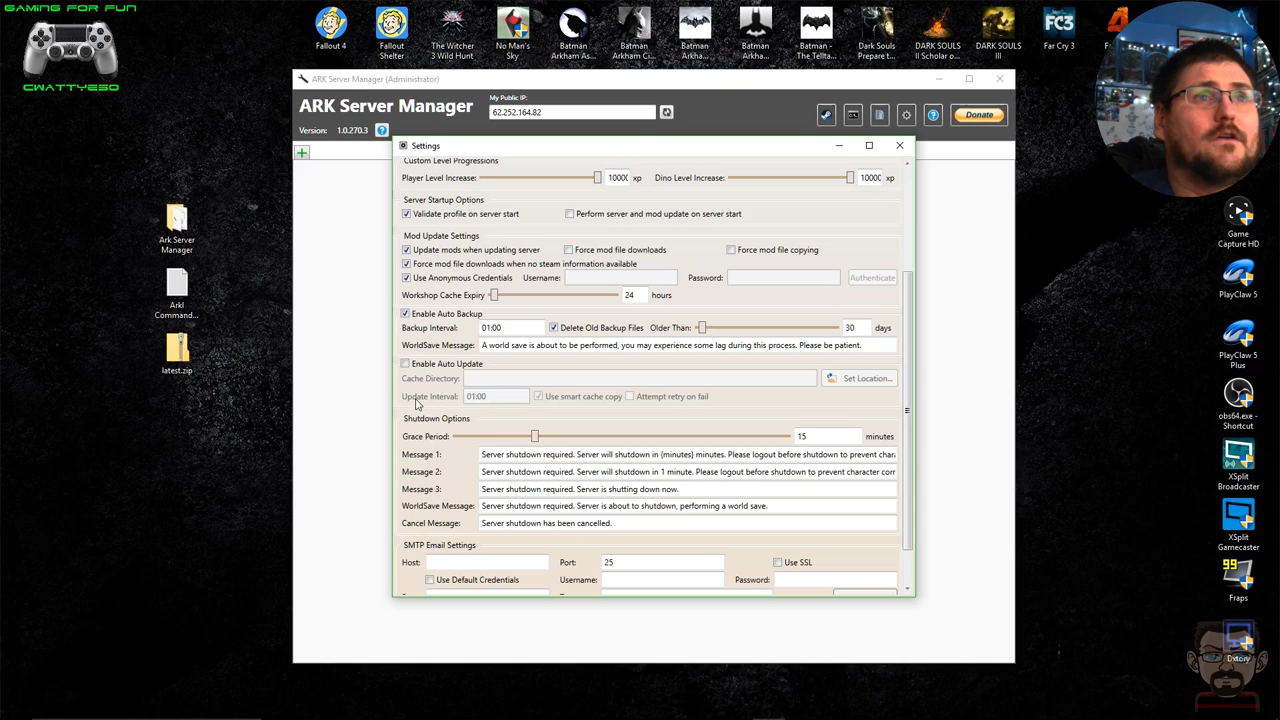 GAMING FOR FUN
CWATTYE50
Fallout 4
Fallout
Shelter
The Witcher
3 Wild Hunt
No Man's
Sky
Batman
Arkham As...
Batman
Arkham Ci...
Batman
Arkha...
Batman
Arkha...
Batman -
The Tellta...
Dark Souls
Prepare t...
DARK SOULS
II Scholar o...
DARK SOULS
III
Far Cry 3
Ark Server
Manager
ArkI
Comman...
latest.zip
ARK Server Manager (Administrator)
ARK Server Manager
My Public IP:
62.252.164.82
Donate
Version: 1.0.270.3
Settings
Custom Level Progressions
Player Level Increase: 1000( xp Dino Level Increase: 1000( xp
Server Startup Options
Validate profile on server start Perform server and mod update on server start
Mod Update Settings
Update mods when updating server Force mod file downloads Force mod file copying
Force mod file downloads when no steam information available
Use Anonymous Credentials Username: Password: Authenticate
Workshop Cache Expiry 24 hours
Enable Auto Backup
Backup Interval: 01:00 Delete Old Backup Files Older Than: 30 days
WorldSave Message: A world save is about to be performed, you may experience some lag during this process. Please be patient.
Enable Auto Update
Cache Directory: Set Location...
Update Interval: 01:00 Use smart cache copy Attempt retry on fail
Shutdown Options
Grace Period: 15 minutes
Message 1: Server shutdown required. Server will shutdown in {minutes} minutes. Please logout before shutdown to prevent chara
Message 2: Server shutdown required. Server will shutdown in 1 minute. Please logout before shutdown to prevent character corr
Message 3: Server shutdown required. Server is shutting down now.
WorldSave Message: Server shutdown required. Server is about to shutdown, performing a world save.
Cancel Message: Server shutdown has been cancelled.
SMTP Email Settings
Host: Port: 25 Use SSL
Use Default Credentials Username: Password:
Game
Capture HD
PlayClaw 5
PlayClaw 5
Plus
obs64.exe -
Shortcut
XSplit
Broadcaster
XSplit
Gamecaster
99
Fraps
Dxtory